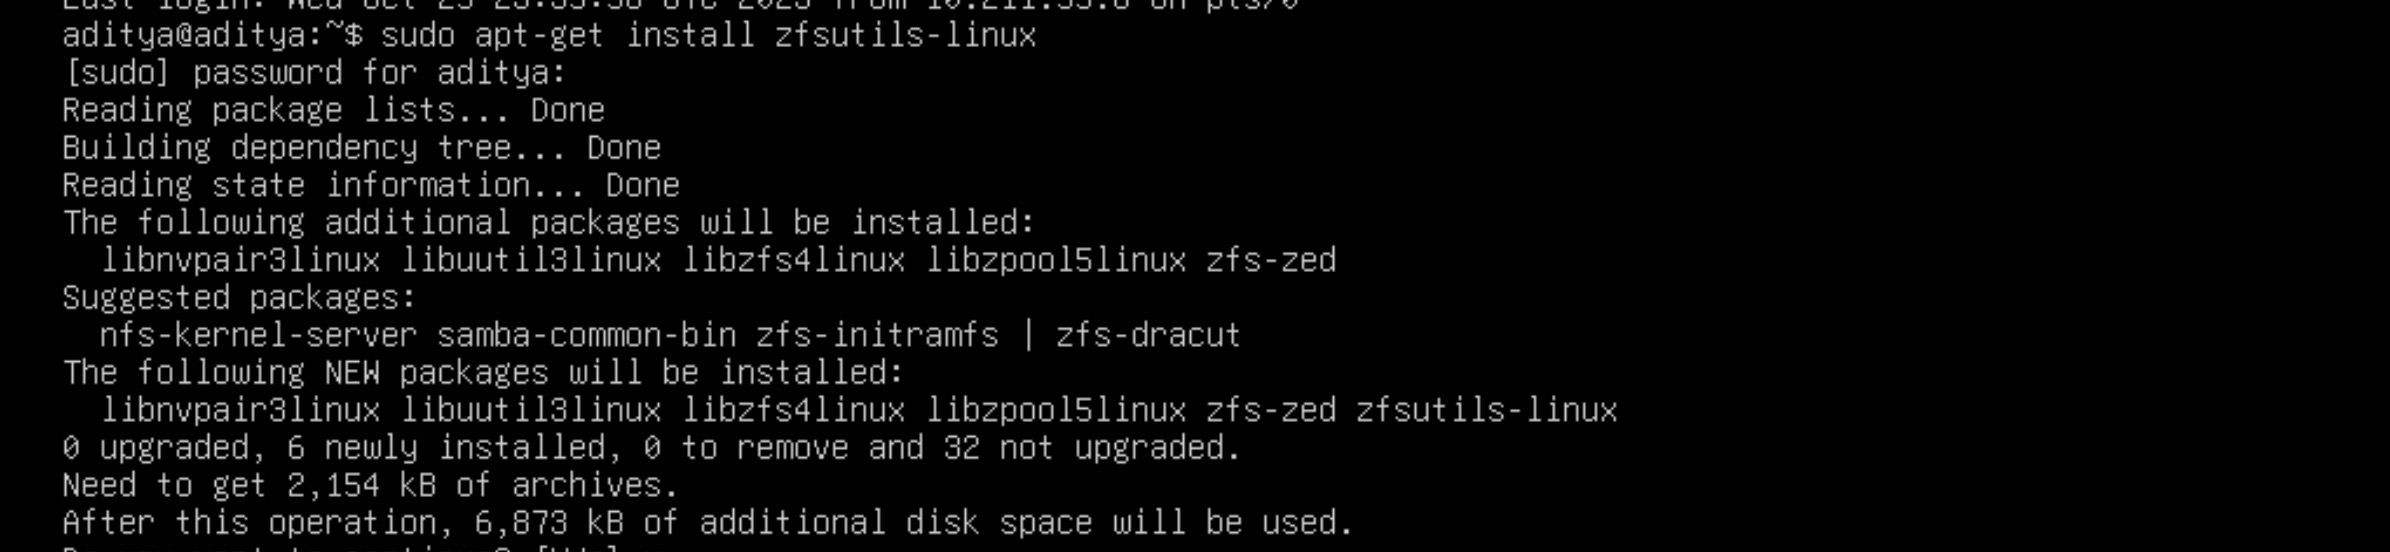 aditya@aditya:~$ sudo apt-get install zfsutils-linux
[sudo] password for aditya:
Reading package lists... Done
Building dependency tree... Done
Reading state information... Done
The following additional packages will be installed:
  libnvpair3linux libuutil3linux libzfs4linux libzpool5linux zfs-zed
Suggested packages:
  nfs-kernel-server samba-common-bin zfs-initramfs | zfs-dracut
The following NEW packages will be installed:
  libnvpair3linux libuutil3linux libzfs4linux libzpool5linux zfs-zed zfsutils-linux
0 upgraded, 6 newly installed, 0 to remove and 32 not upgraded.
Need to get 2,154 kB of archives.
After this operation, 6,873 kB of additional disk space will be used.